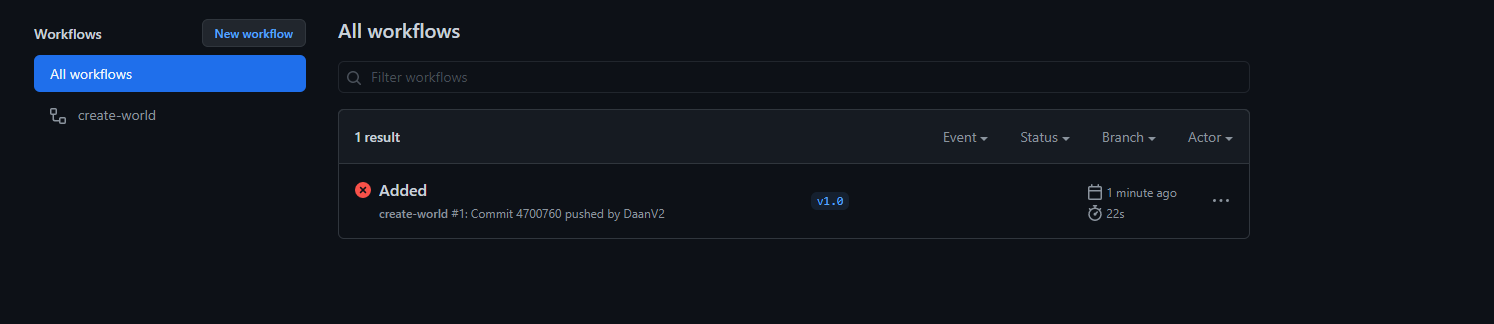 Workflows
New workflow
All workflows
create-world
All workflows
Filter workflows
1 result
Event
Status
Branch
Actor
Added
create-world #1: Commit 4700760 pushed by DaanV2
v1.0
1 minute ago
22s